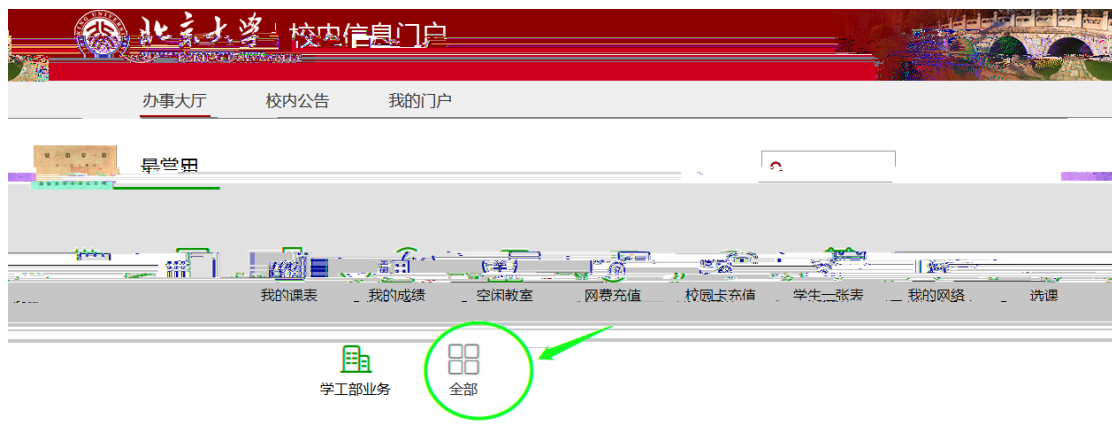 北京大学 校内信息门户
办事大厅 校内公告 我的门户
最常用
我的课表 我的成绩 空闲教室 网费充值 校园卡充值 学生一张表 我的网络 选课
学工部业务 全部